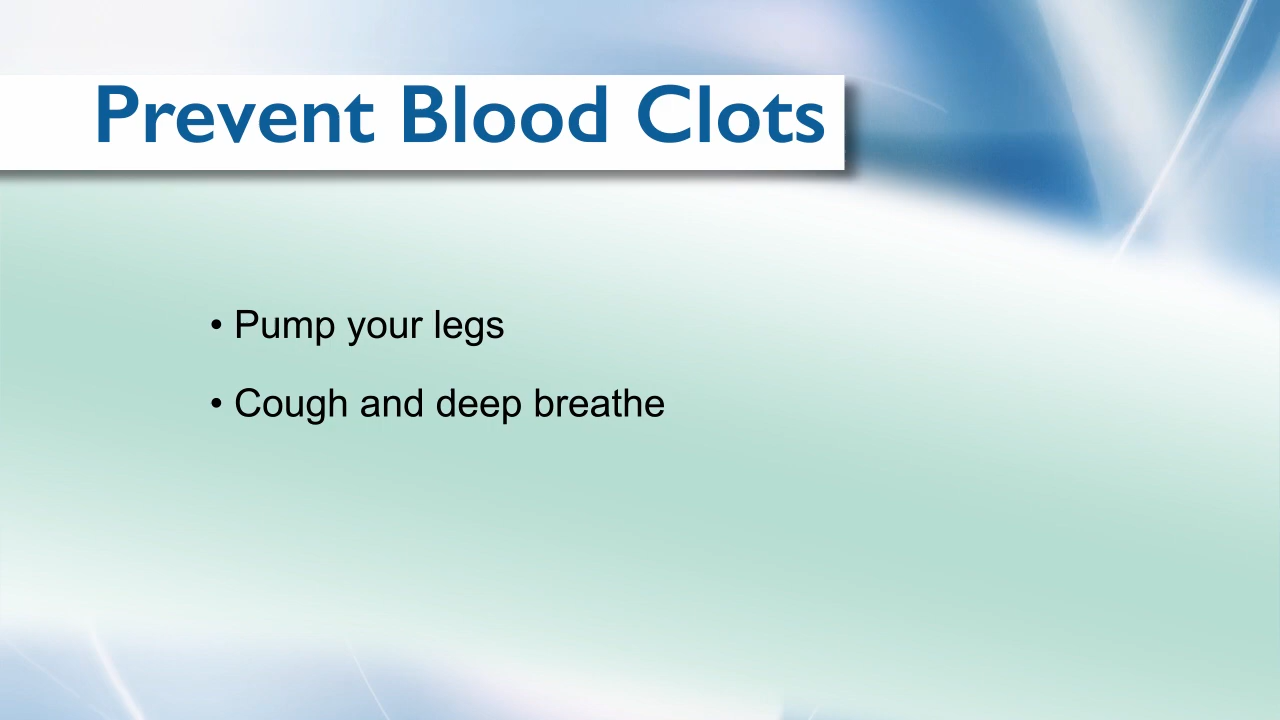 Prevent Blood Clots
• Pump your legs
• Cough and deep breathe